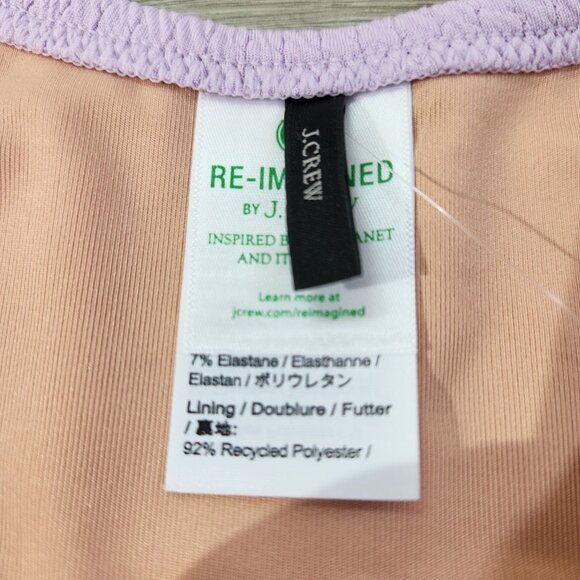 J.CREW
RE-IM NED
BY J.
INSPIRED B ANET
AND IT
Learn more at
jcrew.com/reimagined
7% Elastane / Elasthanne /
Elastan / ポリウレタン
Lining / Doublure / Futter
/ 裏地:
92% Recycled Polyester /